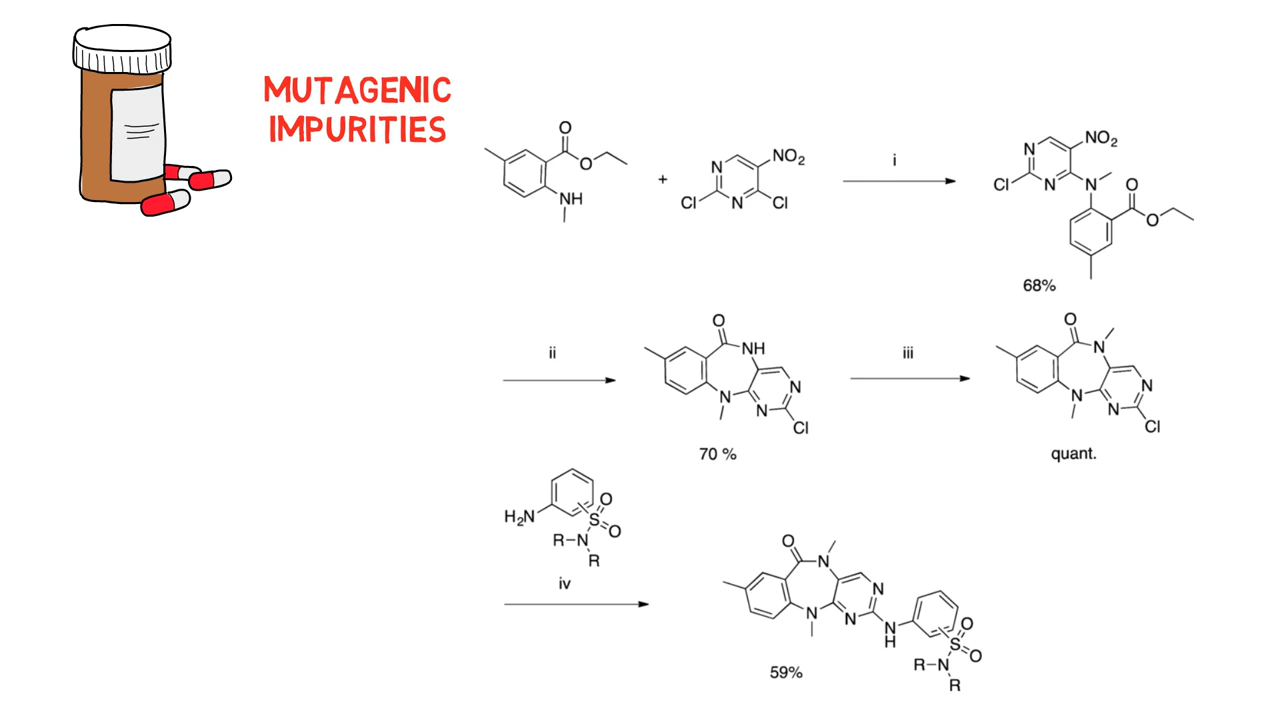 MUTAGENIC
IMPURITIES
O
O
NH
+
N
N
Cl
Cl
NO2
i
N
N
Cl
NO2
N
O
O
68%
ii
O
NH
N
N
N
Cl
70 %
iii
O
N
N
N
N
Cl
quant.
H2N
O
S
O
R-N
R
iv
O
N
N
N
N
N
H
O
S
O
R-N
R
59%